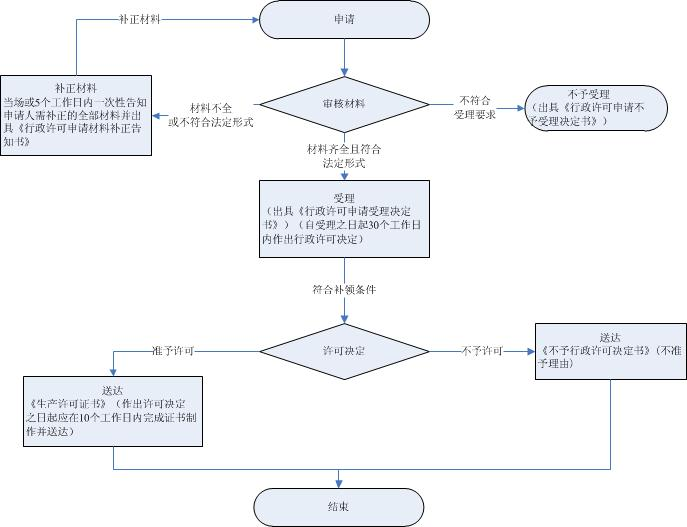 补正材料
申请
补正材料
当场或5个工作日内一次性告知
申请人需补正的全部材料并出
具《行政许可申请材料补正告
知书》
材料不全
或不符合法定形式
审核材料
不符合
受理要求
不予受理
(出具《行政许可申请不
予受理决定书》)
材料齐全且符合
法定形式
受理
(出具《行政许可申请受理决定
书》)(自受理之日起30个工作日
内作出行政许可决定)
符合补领条件
准予许可
许可决定
不予许可
送达
《不予行政许可决定书》(不准
予理由)
送达
《生产许可证书》(作出许可决定
之日起应在10个工作日内完成证书制
作并送达)
结束